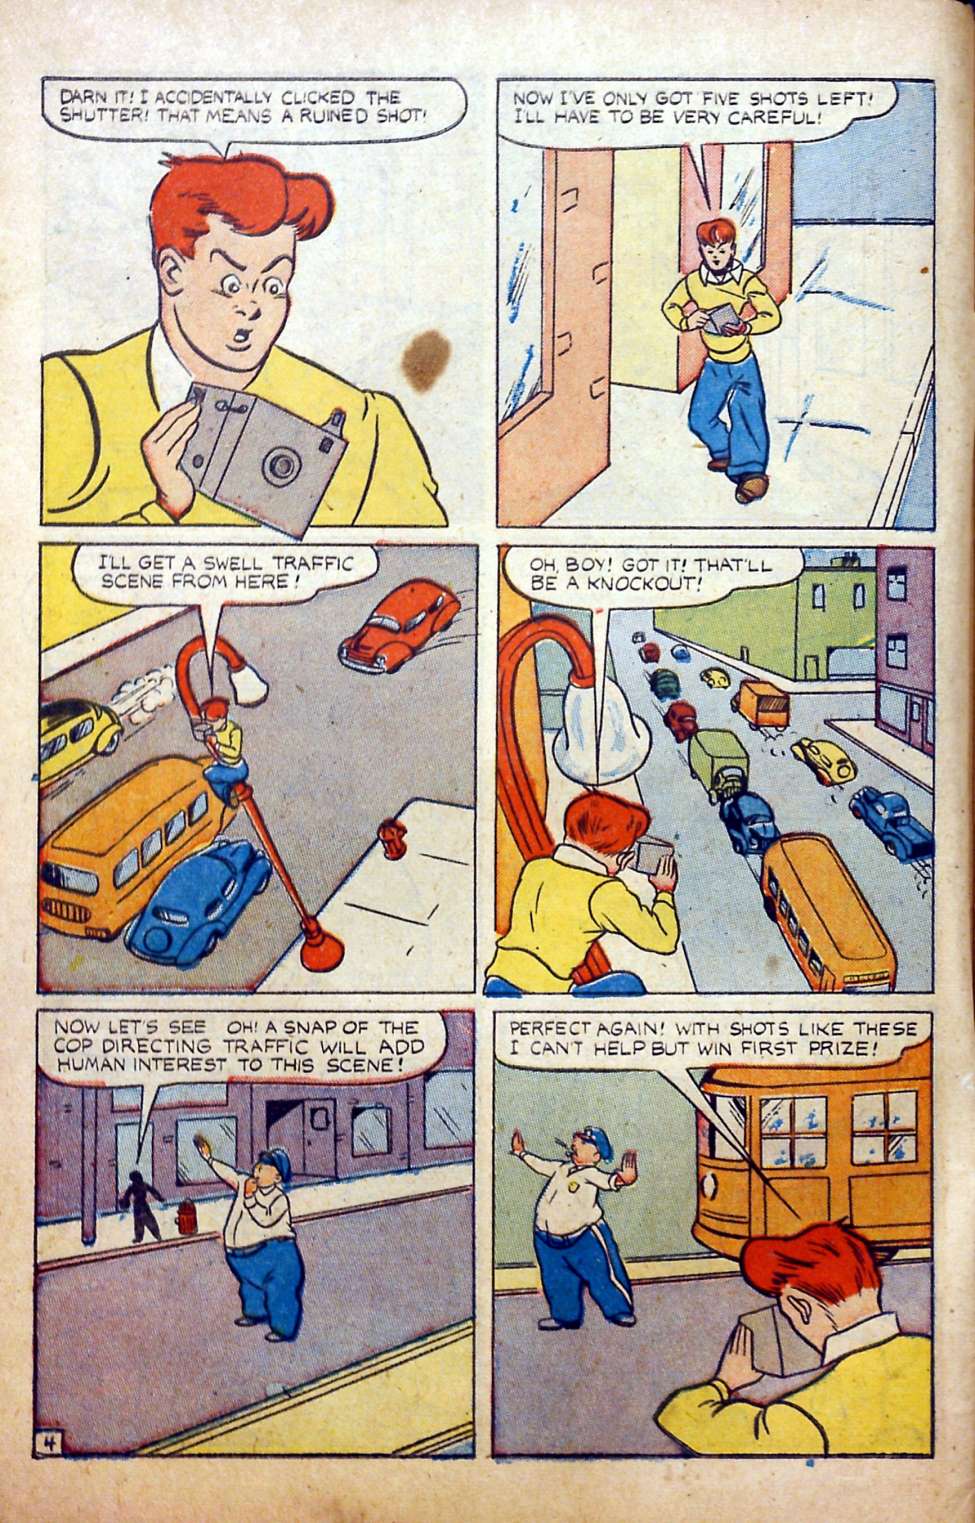 DARN IT! I ACCIDENTALLY CLICKED THE
SHUTTER! THAT MEANS A RUINED SHOT!
NOW I'VE ONLY GOT FIVE SHOTS LEFT!
I'LL HAVE TO BE VERY CAREFUL!
I'LL GET A SWELL TRAFFIC
SCENE FROM HERE!
OH, BOY! GOT IT! THAT'LL
BE A KNOCKOUT!
NOW LET'S SEE OH! A SNAP OF THE
COP DIRECTING TRAFFIC WILL ADD
HUMAN INTEREST TO THIS SCENE!
PERFECT AGAIN! WITH SHOTS LIKE THESE
I CAN'T HELP BUT WIN FIRST PRIZE!
4